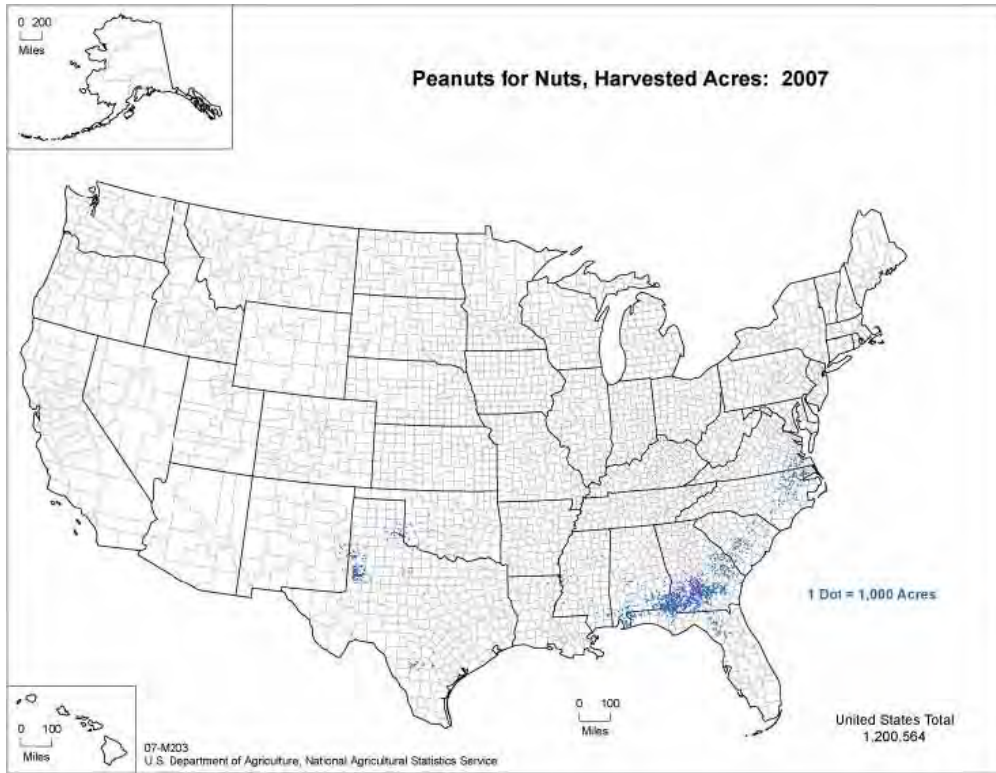 0 200
Miles
Peanuts for Nuts, Harvested Acres: 2007
1 Dot = 1,000 Acres
0 100
Miles
0 100
Miles
07-M203
U.S. Department of Agriculture, National Agricultural Statistics Service
United States Total
1,200,564